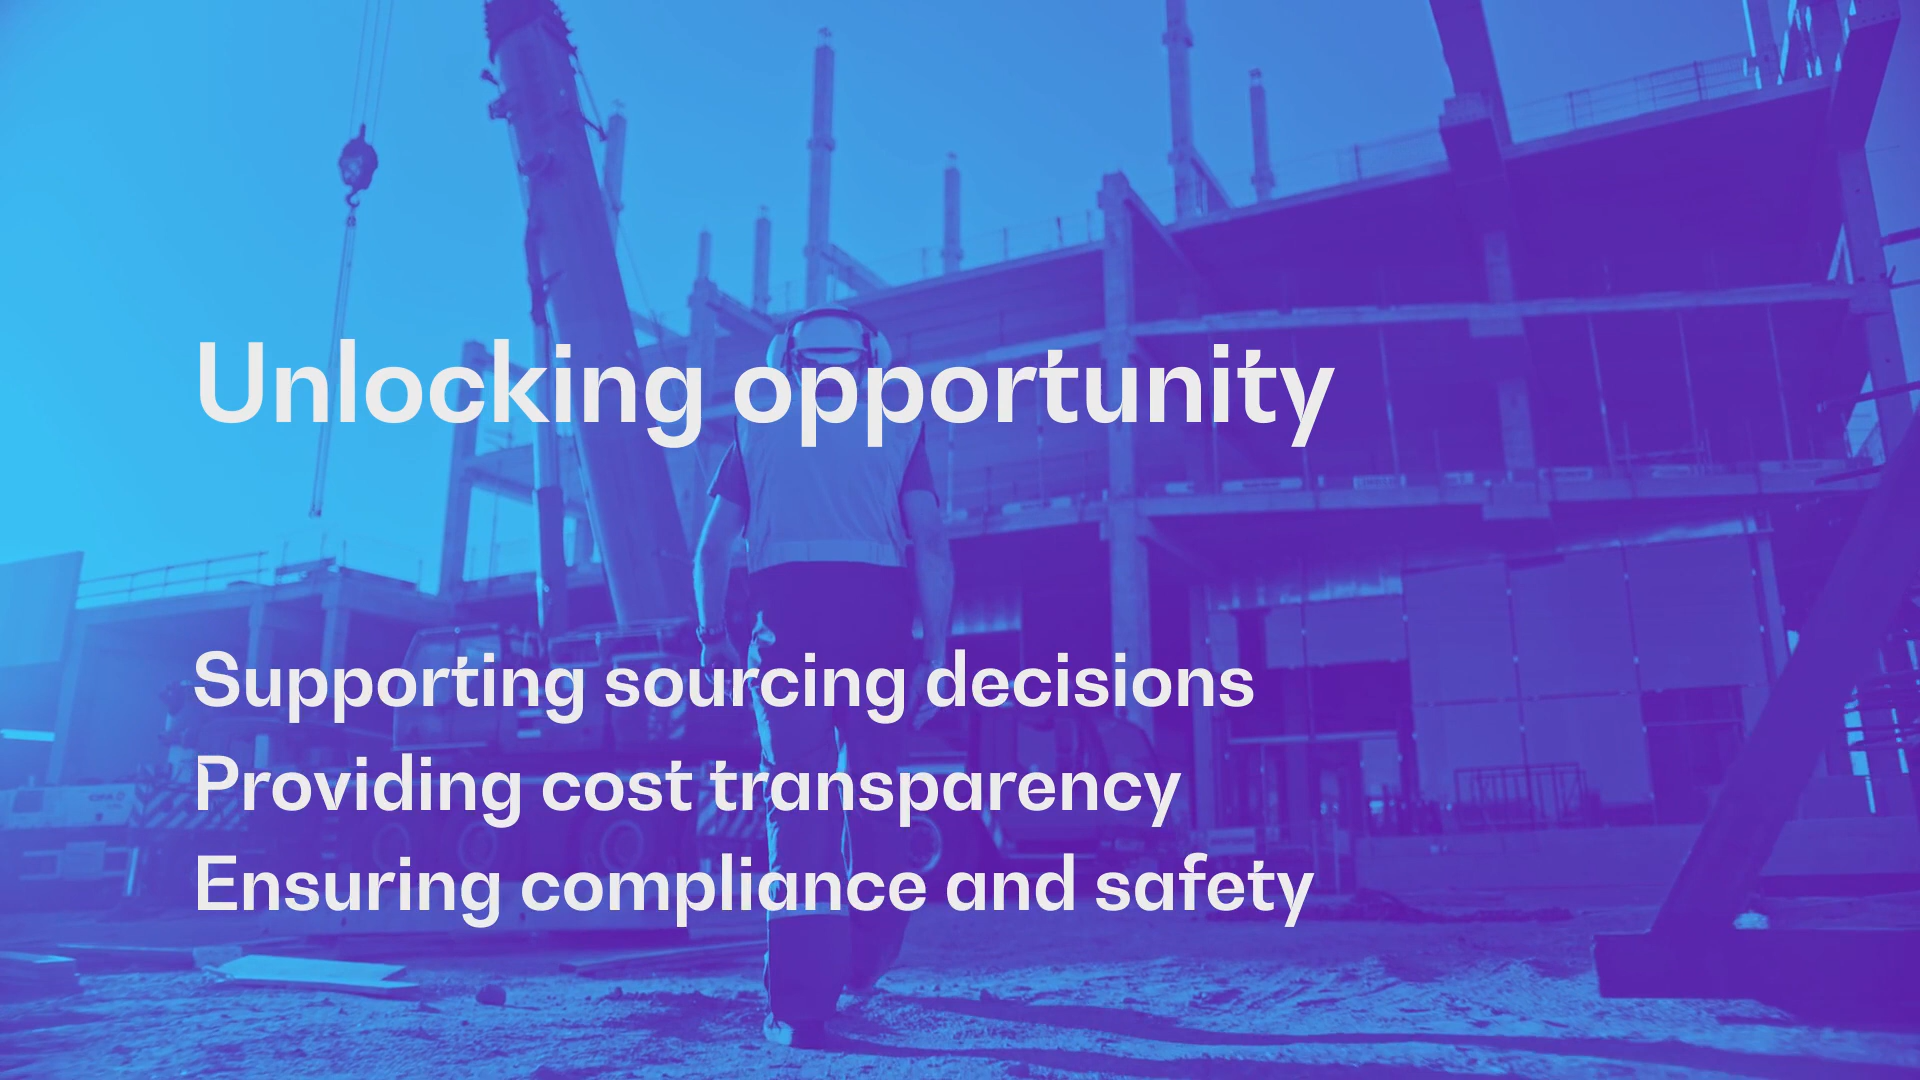 Unlocking opportunity
Supporting sourcing decisions
Providing cost transparency
Ensuring compliance and safety